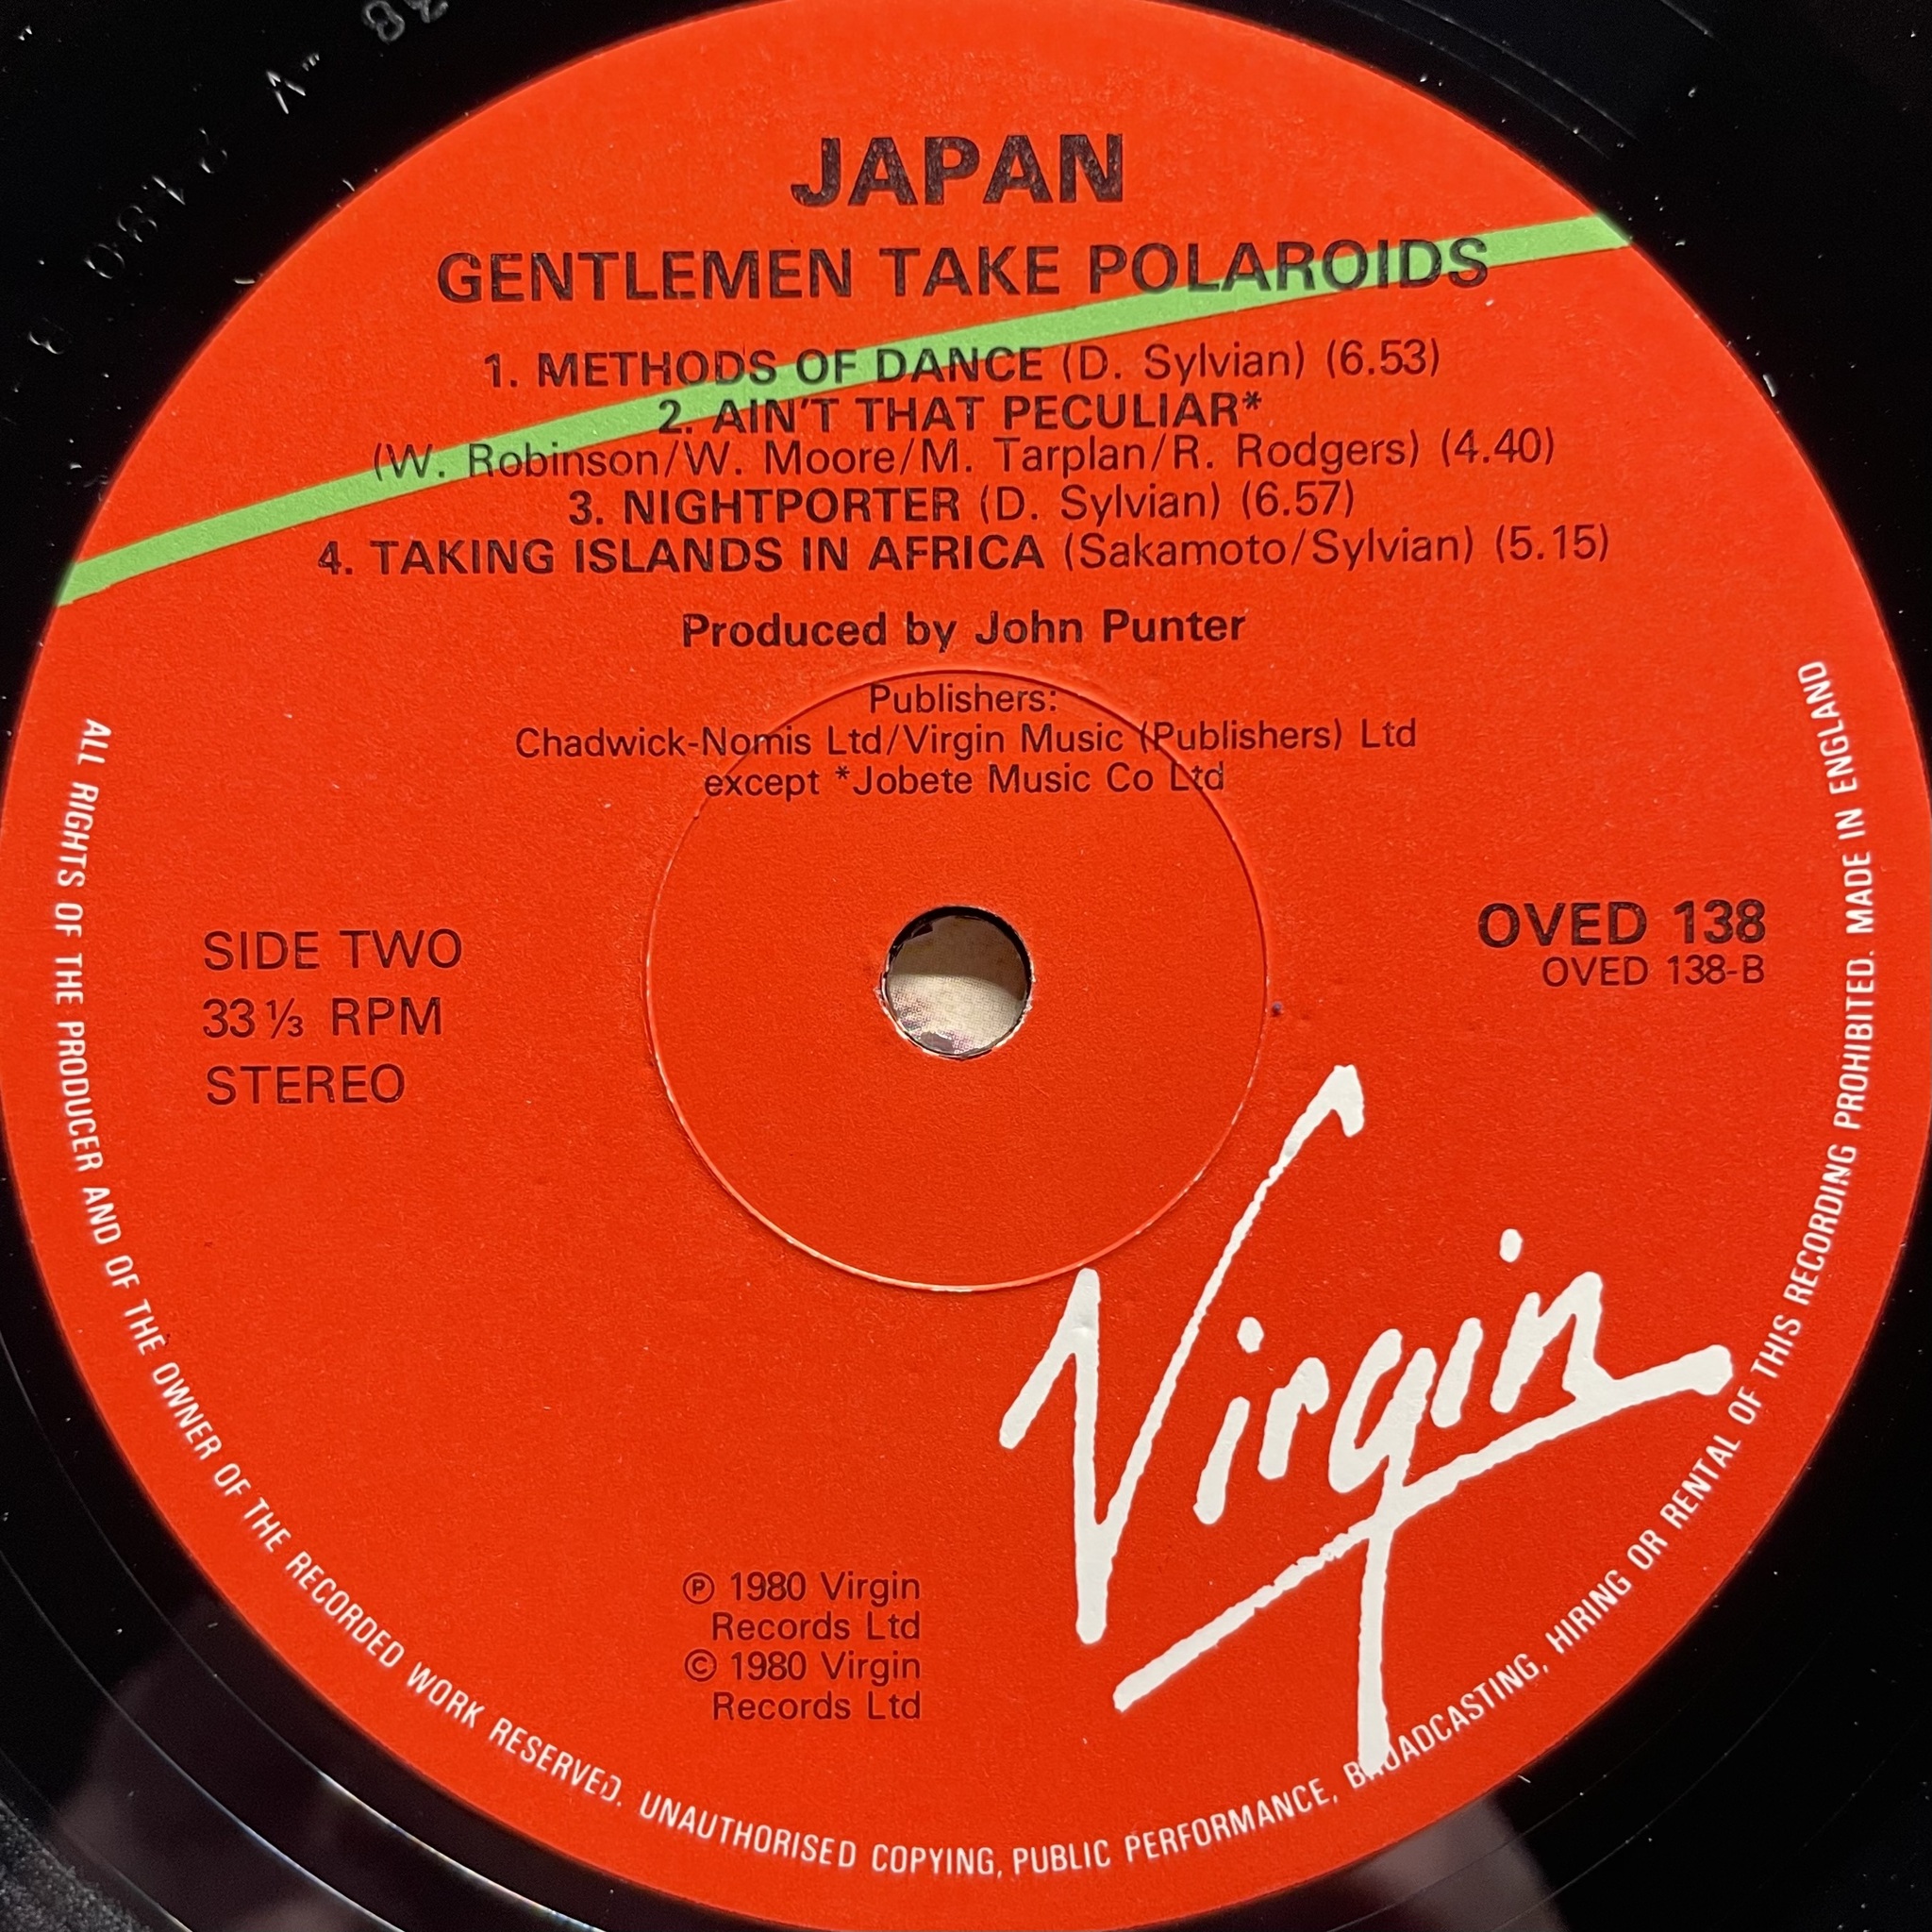 JAPAN
GENTLEMEN TAKE POLAROIDS
1. METHODS OF DANCE (D. Sylvian) (6.53)
2. AIN'T THAT PECULIAR*
(W. Robinson/W. Moore/M. Tarplan/R. Rodgers) (4.40)
3. NIGHTPORTER (D. Sylvian) (6.57)
4. TAKING ISLANDS IN AFRICA (Sakamoto/Sylvian) (5.15)
Produced by John Punter
Publishers:
Chadwick-Nomis Ltd/Virgin Music (Publishers) Ltd
except *Jobete Music Co Ltd
SIDE TWO
33⅓ RPM
STEREO
OVED 138
OVED 138-B
Virgin
℗ 1980 Virgin
Records Ltd
© 1980 Virgin
Records Ltd
ALL RIGHTS OF THE PRODUCER AND OF THE OWNER OF THE RECORDED WORK RESERVED. UNAUTHORISED COPYING, PUBLIC PERFORMANCE, BROADCASTING, HIRING OR RENTAL OF THIS RECORDING PROHIBITED. MADE IN ENGLAND